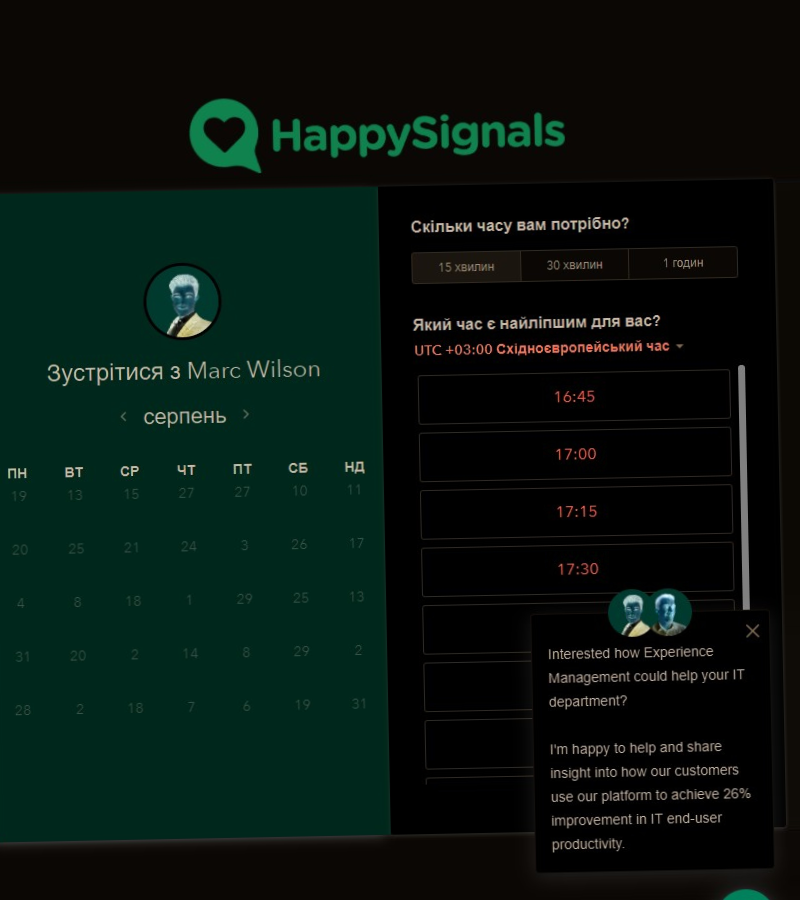 HappySignals
Зустрітися з Marc Wilson
серпень
ПН ВТ СР ЧТ ПТ СБ НД
19 13 15 27 27 10 11
20 25 21 24 3 26 17
4 8 18 1 29 25 13
31 20 2 14 8 29 2
28 2 18 7 6 19 31
Скільки часу вам потрібно?
15 хвилин 30 хвилин 1 годин
Який час є найліпшим для вас?
UTC +03:00 Східноєвропейський час
16:45
17:00
17:15
17:30
Interested how Experience
Management could help your IT
department?
I'm happy to help and share
insight into how our customers
use our platform to achieve 26%
improvement in IT end-user
productivity.